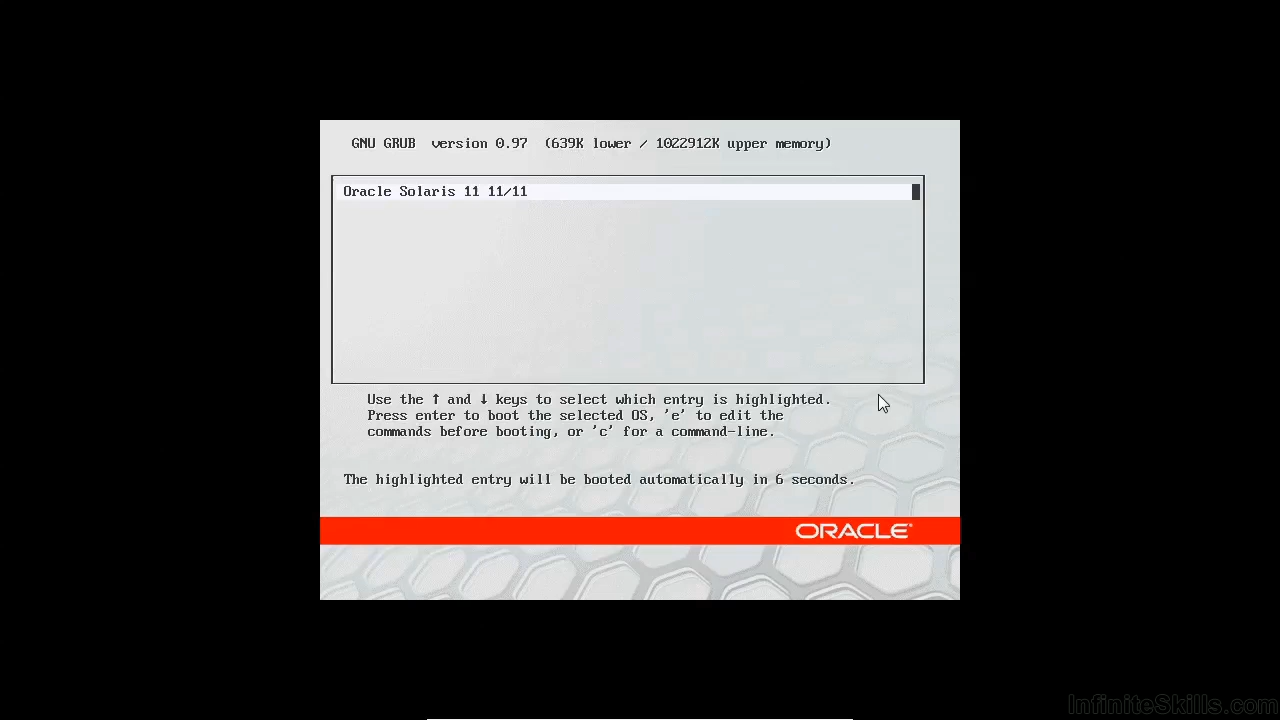 GNU GRUB version 0.97 (639K lower / 1022912K upper memory)
Oracle Solaris 11 11/11
Use the ↑ and ↓ keys to select which entry is highlighted.
Press enter to boot the selected OS, 'e' to edit the
commands before booting, or 'c' for a command-line.
The highlighted entry will be booted automatically in 6 seconds.
ORACLE
InfiniteSkills.com